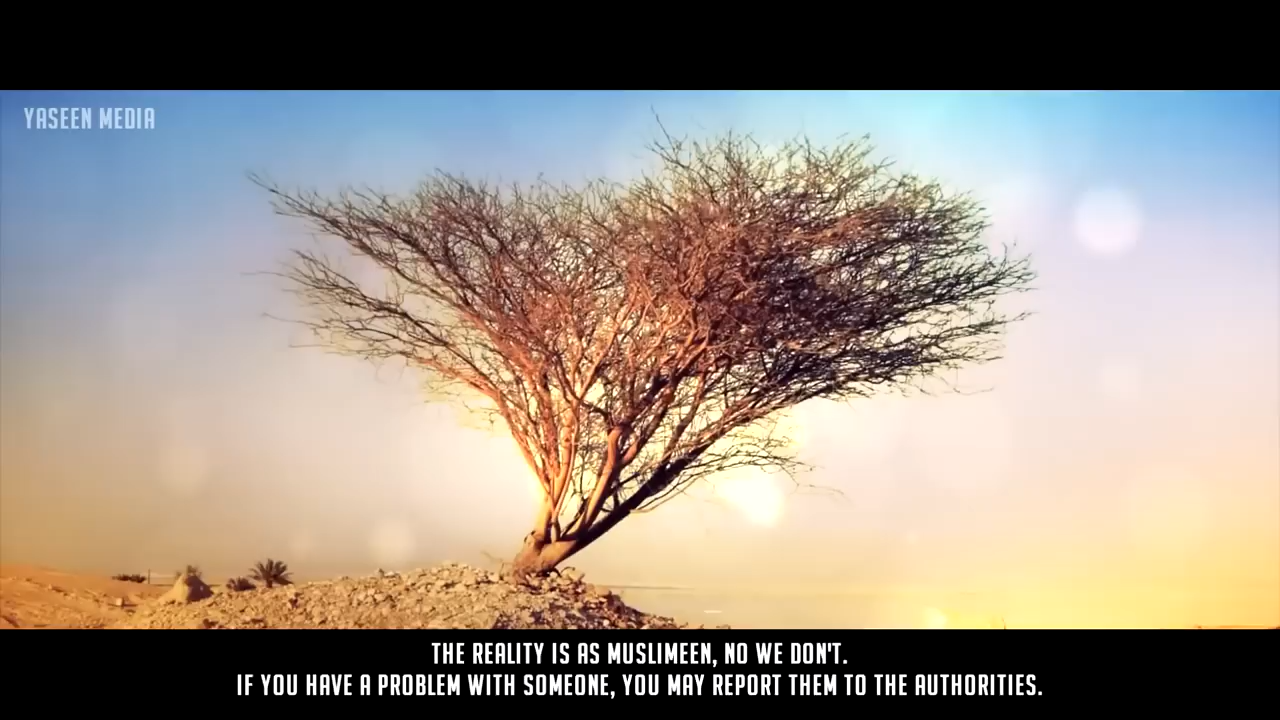 YASEEN MEDIA
THE REALITY IS AS MUSLIMEEN, NO WE DON'T.
IF YOU HAVE A PROBLEM WITH SOMEONE, YOU MAY REPORT THEM TO THE AUTHORITIES.